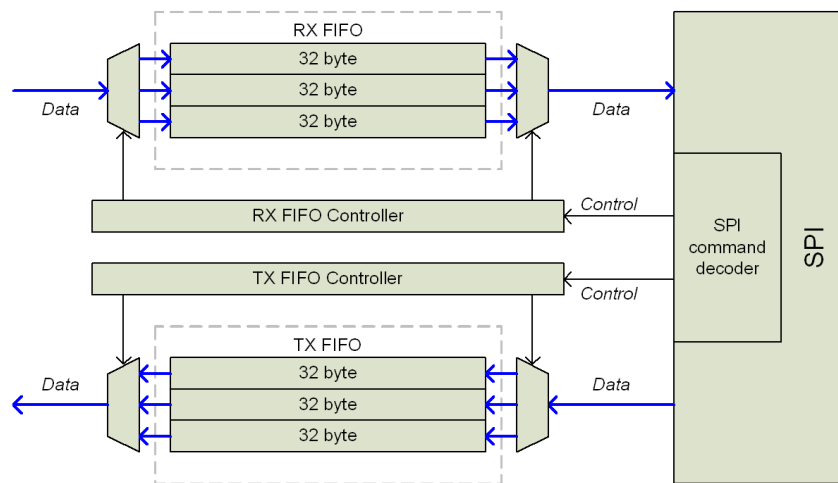 RX FIFO
32 byte
32 byte
32 byte
Data
Data
RX FIFO Controller
Control
SPI
command
decoder
SPI
TX FIFO Controller
Control
TX FIFO
32 byte
32 byte
32 byte
Data
Data